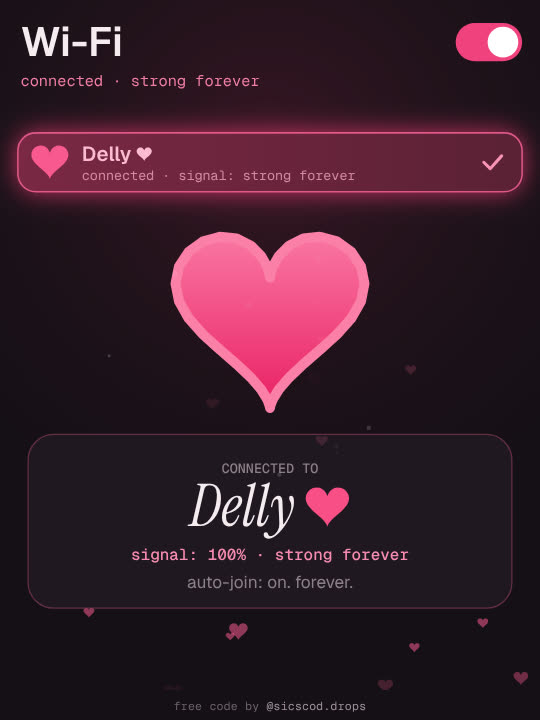 Wi-Fi
connected · strong forever
Delly ♥
connected · signal: strong forever
CONNECTED TO
Delly ♥
signal: 100% · strong forever
auto-join: on. forever.
free code by @sicscod.drops